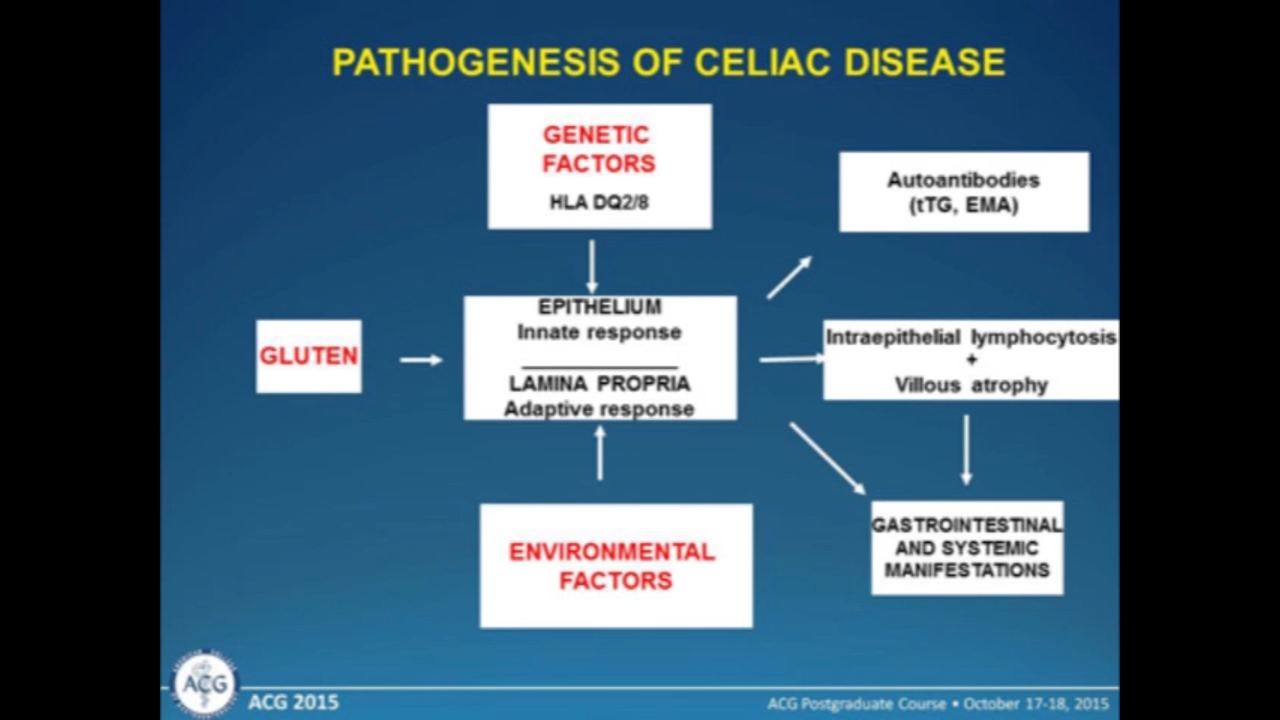 PATHOGENESIS OF CELIAC DISEASE
GENETIC
FACTORS
HLA DQ2/8
Autoantibodies
(tTG, EMA)
GLUTEN
EPITHELIUM
Innate response
LAMINA PROPRIA
Adaptive response
Intraepithelial lymphocytosis
+
Villous atrophy
ENVIRONMENTAL
FACTORS
GASTROINTESTINAL
AND SYSTEMIC
MANIFESTATIONS
ACG
ACG 2015
ACG Postgraduate Course • October 17-18, 2015